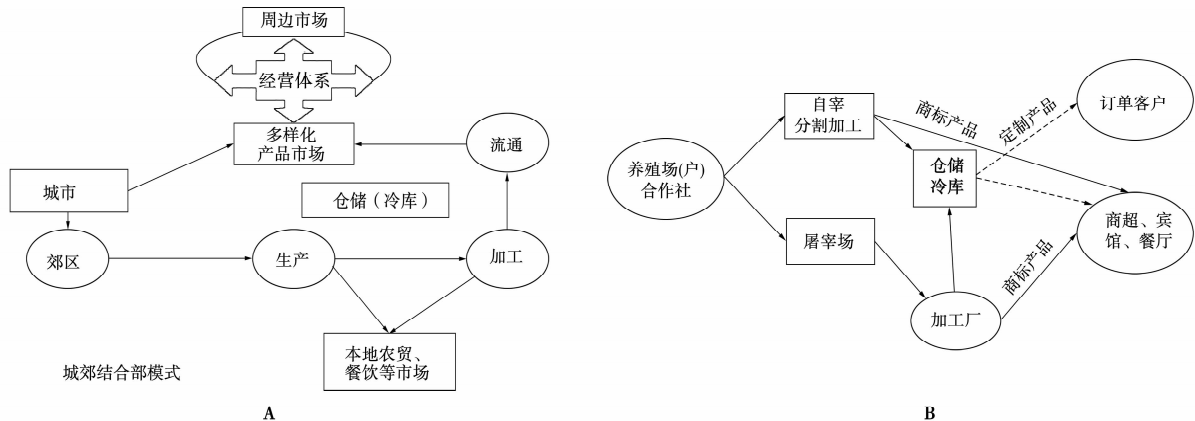 周边市场
经营体系
多样化
产品市场
流通
城市
仓储（冷库）
郊区
生产
加工
本地农贸、
餐饮等市场
城郊结合部模式
A
自宰
分割加工
商标产品
定制产品
订单客户
养殖场(户)
合作社
仓储
冷库
屠宰场
商超、宾
馆、餐厅
商标产品
加工厂
B